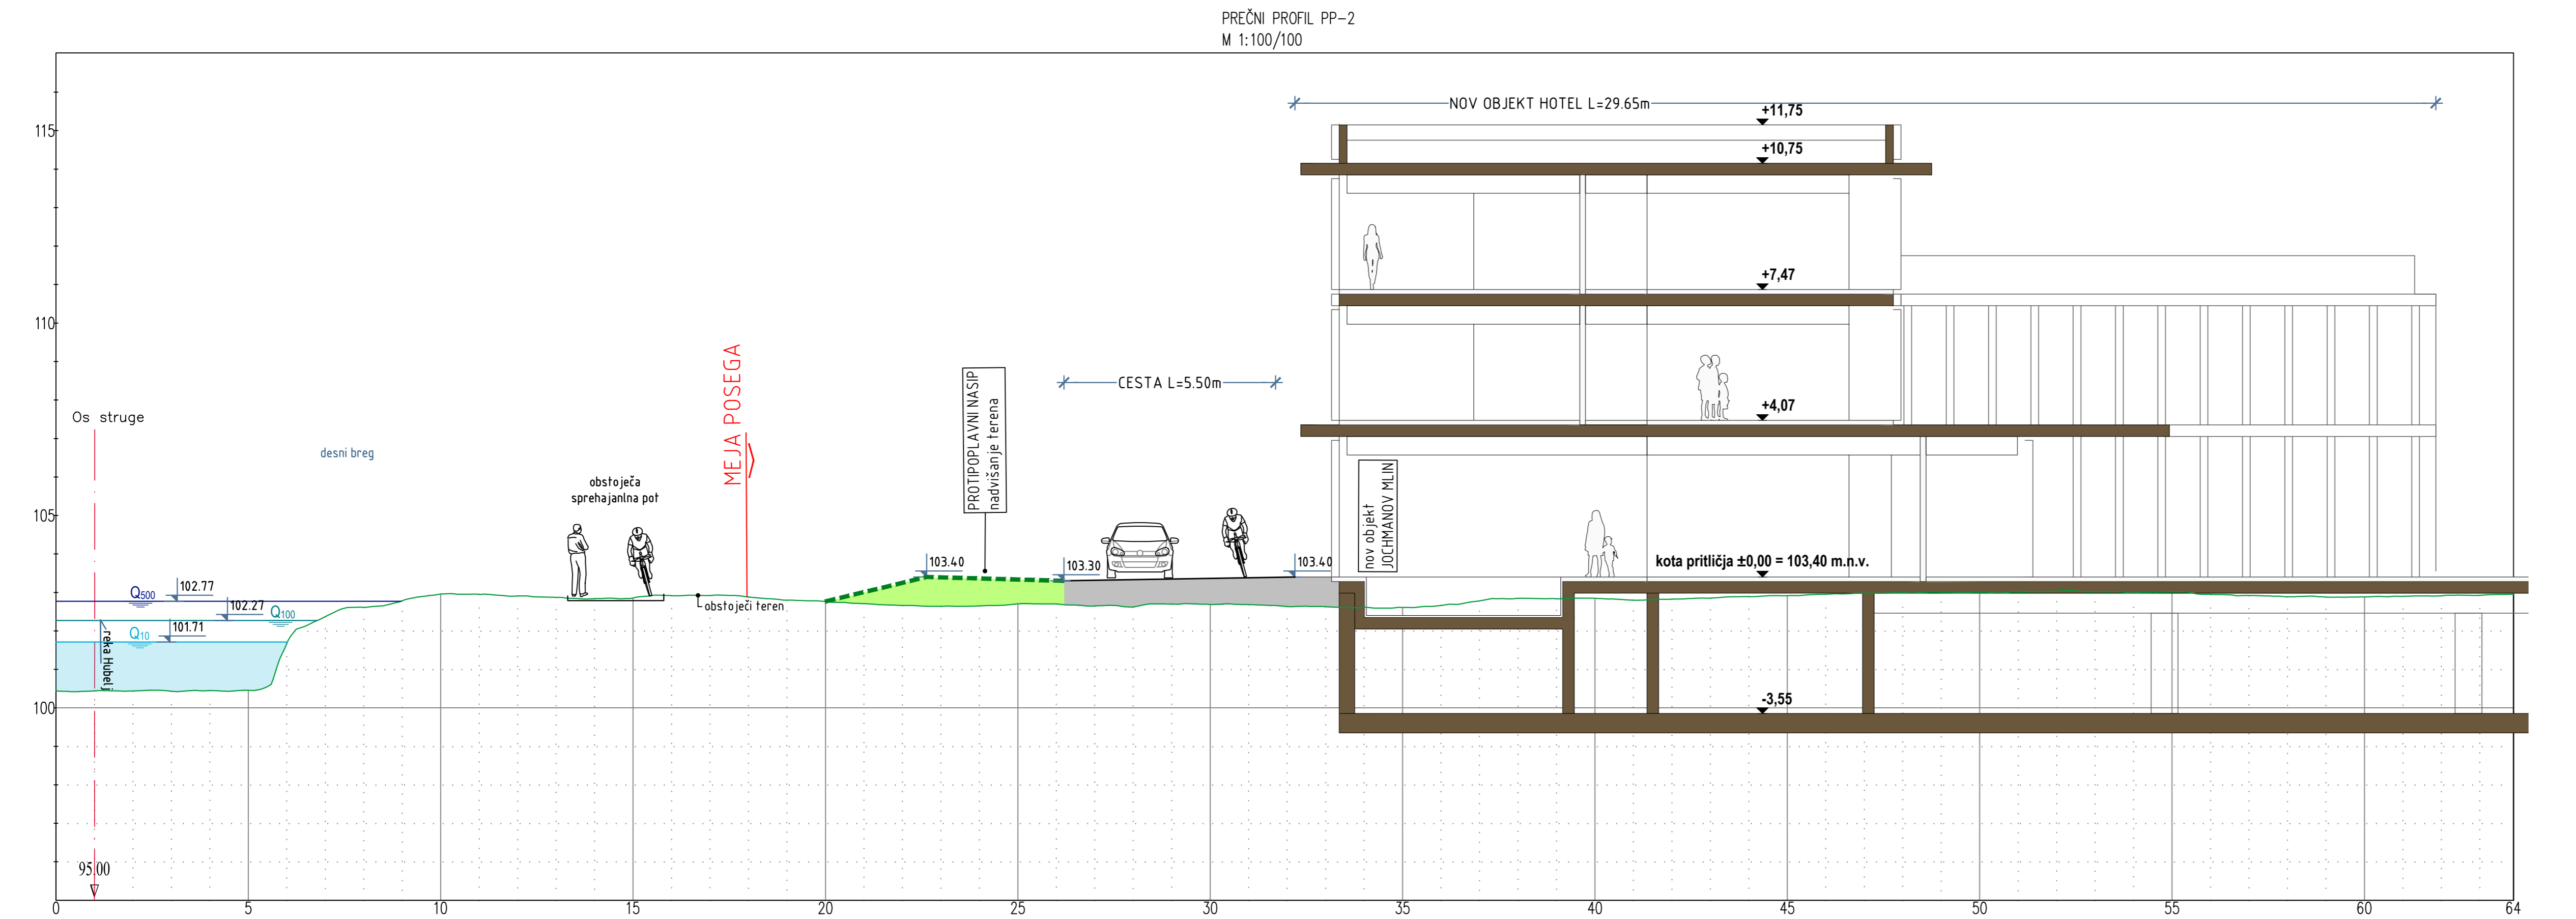 PREČNI PROFIL PP-2
M 1:100/100
NOV OBJEKT HOTEL L=29.65m
+11,75
115
+10,75
+7,47
110
MEJA POSEGA
PROTIPOPLAVNI NASIP
nadvišanje terena
CESTA L=5.50m
+4,07
Os struge
desni breg
obstoječa
sprehajanlna pot
105
nov objekt
JOCHMANOV MLIN
103.40
103.30
103.40
kota pritličja ±0,00 = 103,40 m.n.v.
Q500
102.77
102.27
Q100
obstoječi teren
Q10
101.71
reka Hubelj
100
-3,55
95.00
0
5
10
15
20
25
30
35
40
45
50
55
60
64